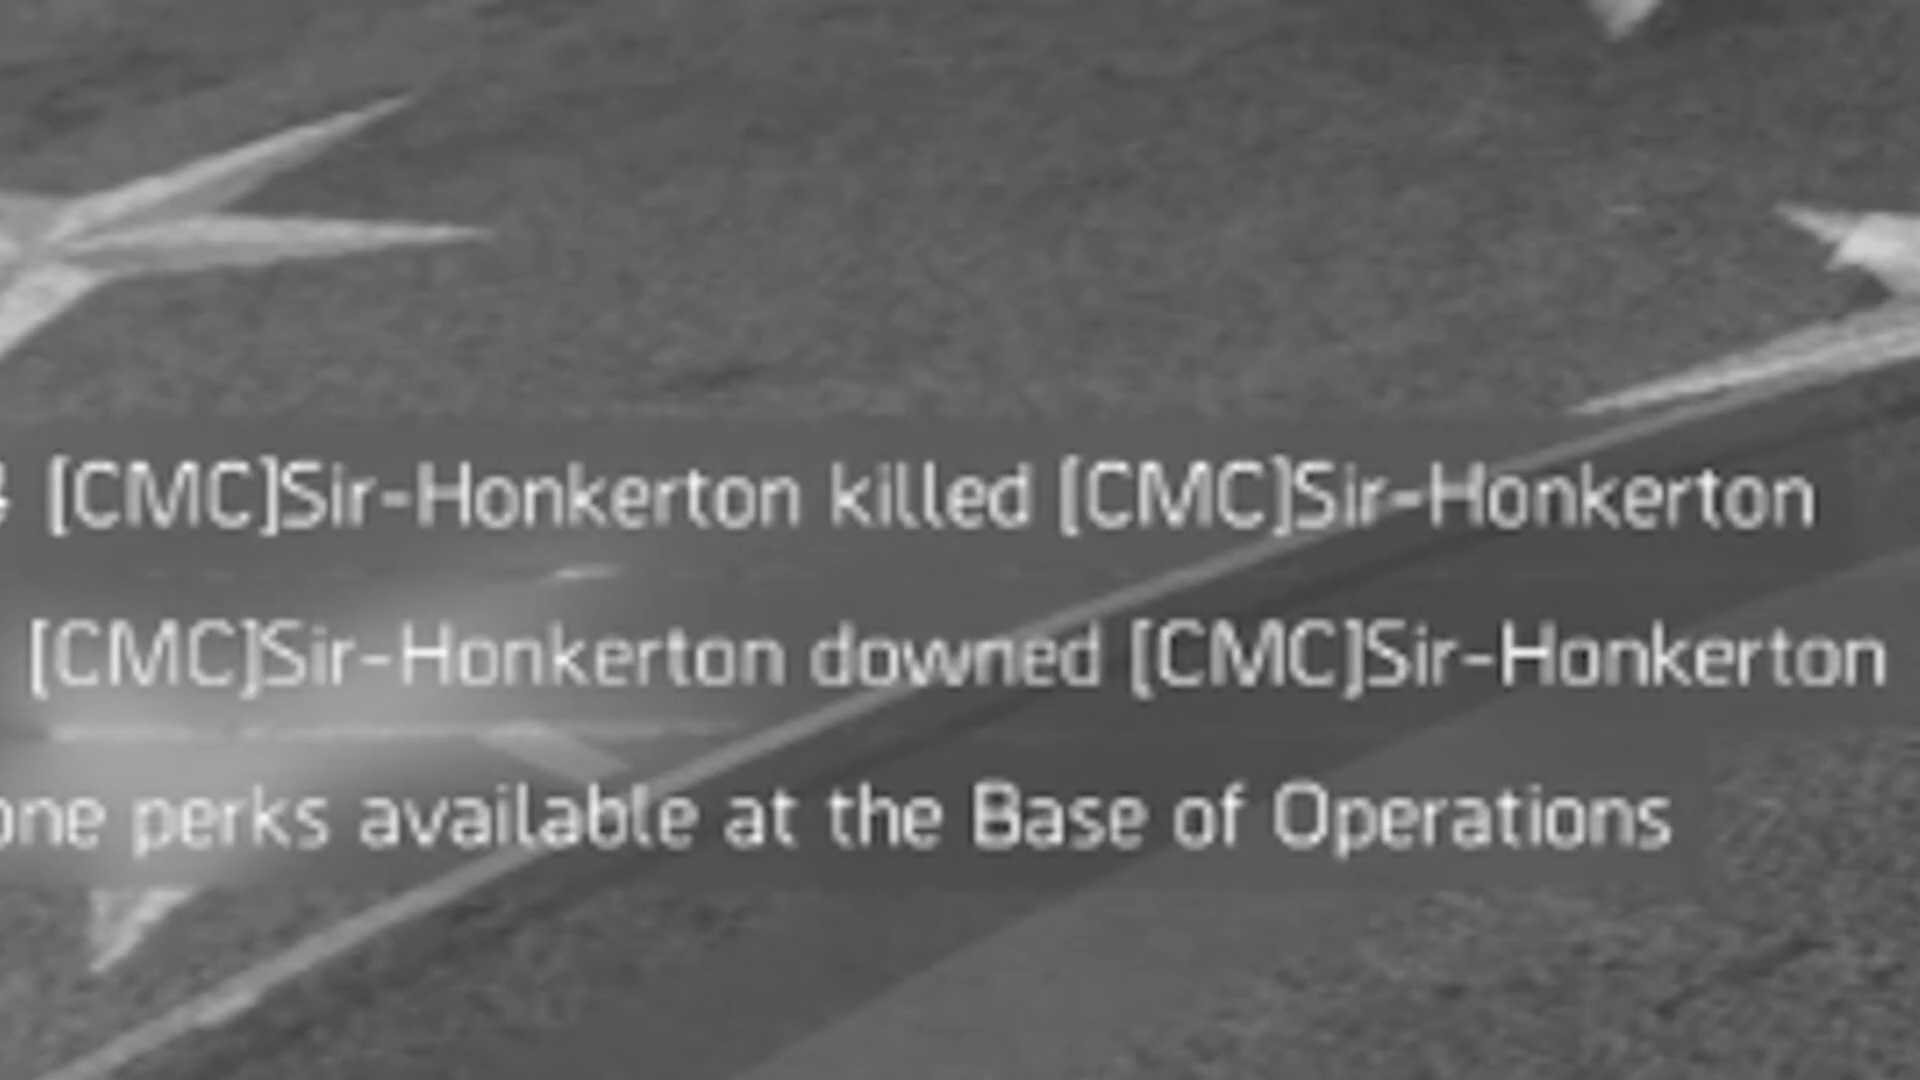 [CMC]Sir-Honkerton killed [CMC]Sir-Honkerton
[CMC]Sir-Honkerton downed [CMC]Sir-Honkerton
one perks available at the Base of Operations